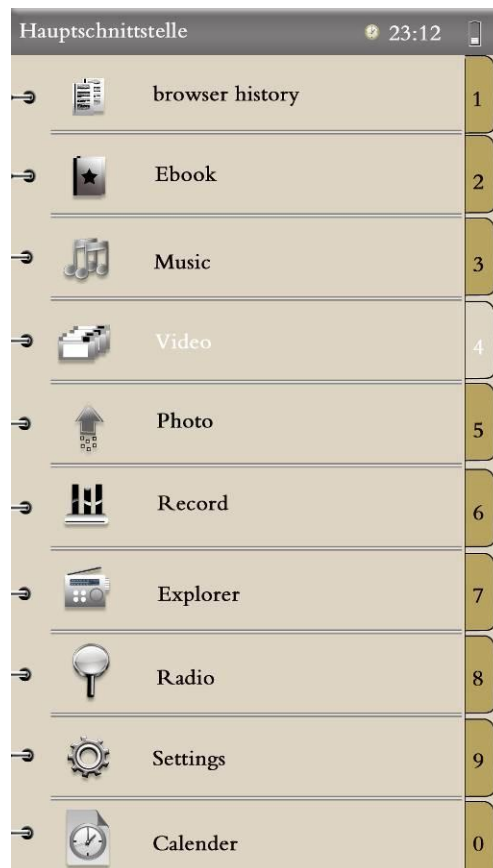 Hauptschnittstelle 23:12
browser history 1
Ebook 2
Music 3
Video 4
Photo 5
Record 6
Explorer 7
Radio 8
Settings 9
Calender 0